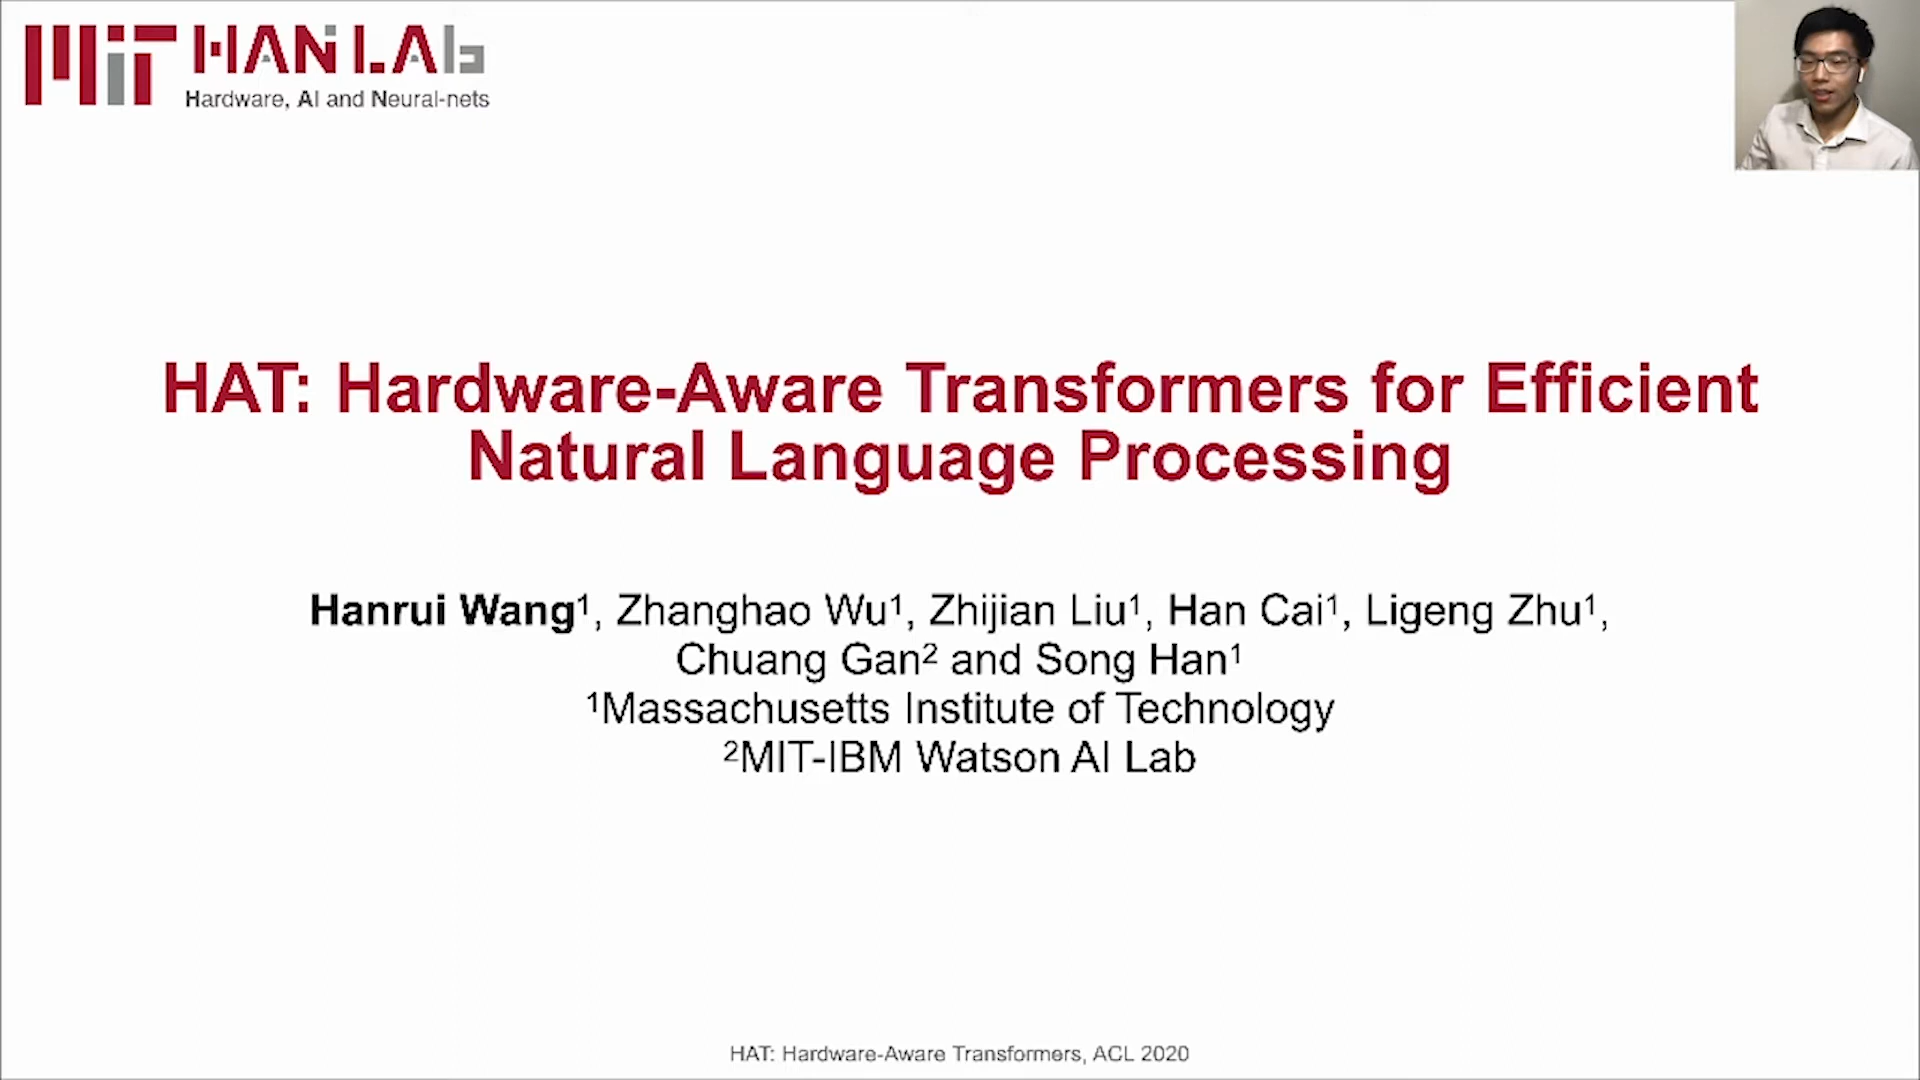 MIT HAN LAB
Hardware, AI and Neural-nets
HAT: Hardware-Aware Transformers for Efficient
Natural Language Processing
Hanrui Wang¹, Zhanghao Wu¹, Zhijian Liu¹, Han Cai¹, Ligeng Zhu¹,
Chuang Gan² and Song Han¹
¹Massachusetts Institute of Technology
²MIT-IBM Watson AI Lab
HAT: Hardware-Aware Transformers, ACL 2020